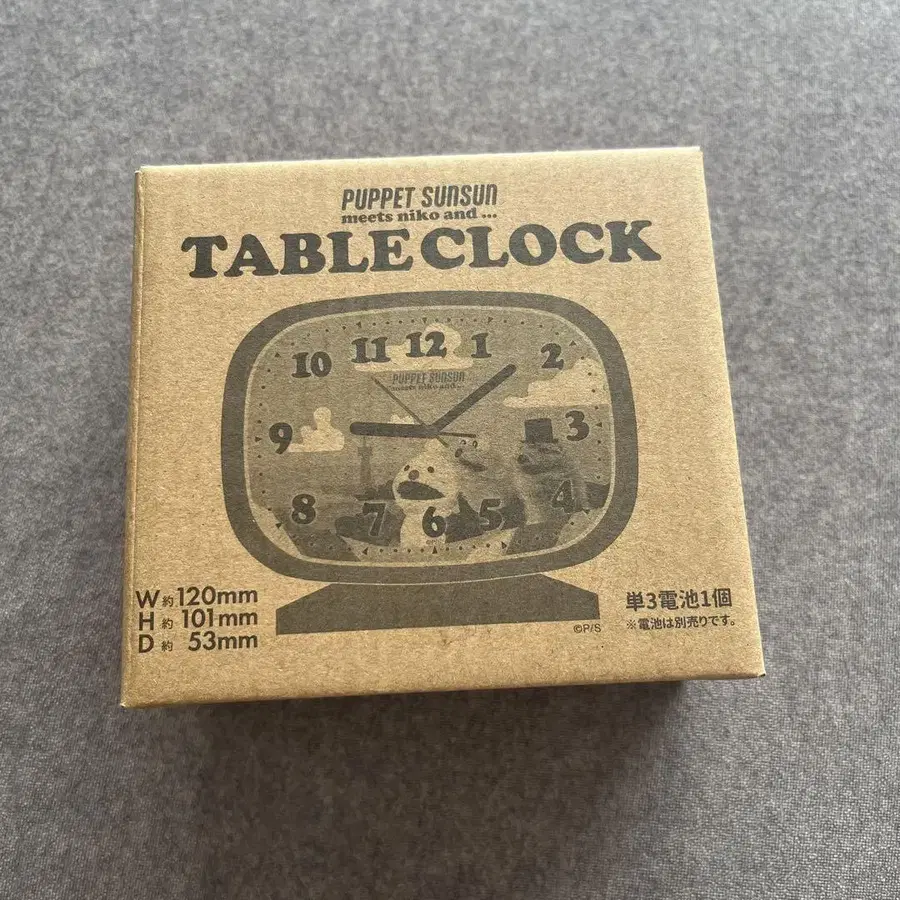 PUPPET SUNSUN
meets niko and ...
TABLE CLOCK
10 11 12 1 2
PUPPET SUNSUN
meets niko and ...
9 3
8 7 6 5 4
W約120mm
H約101mm
D約53mm
単3電池1個
※電池は別売りです。
©P/S